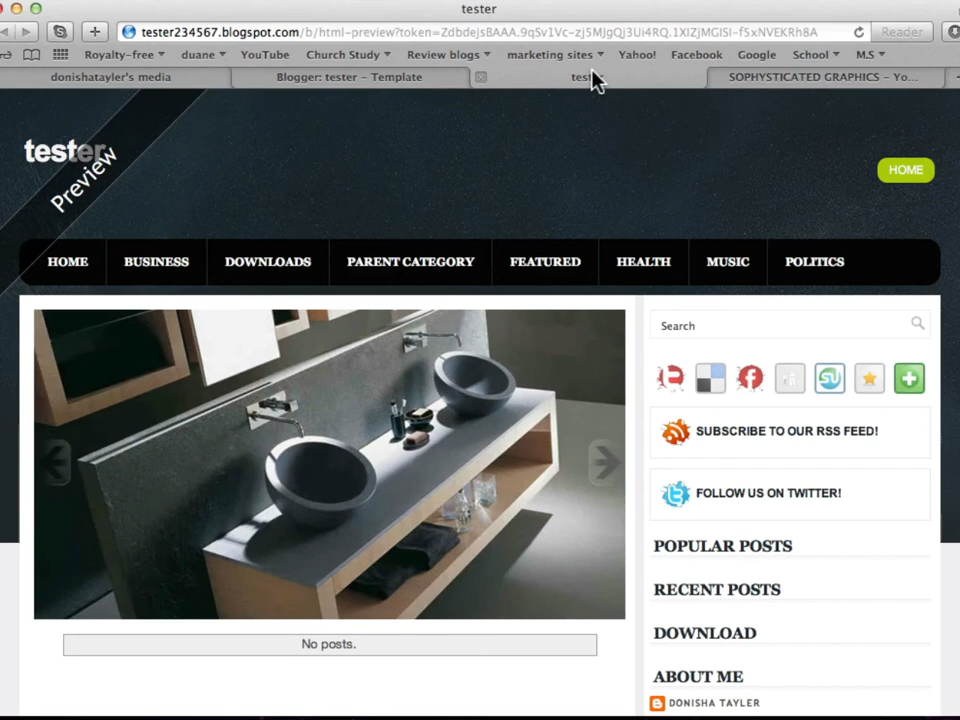 tester
tester234567.blogspot.com/b/html-preview?token=ZdbdejsBAAA.9qSv1Vc-zj5MJgQJ3Ui4RQ.1XIZJMGISI-f5xNVEKRh8A Reader
Royalty-free duane YouTube Church Study Review blogs marketing sites Yahoo! Facebook Google School M.S
donishatayler's media Blogger: tester - Template tester SOPHYSTICATED GRAPHICS - Yo...
tester
Preview
HOME
HOME BUSINESS DOWNLOADS PARENT CATEGORY FEATURED HEALTH MUSIC POLITICS
Search
SUBSCRIBE TO OUR RSS FEED!
FOLLOW US ON TWITTER!
POPULAR POSTS
RECENT POSTS
DOWNLOAD
No posts.
ABOUT ME
DONISHA TAYLER